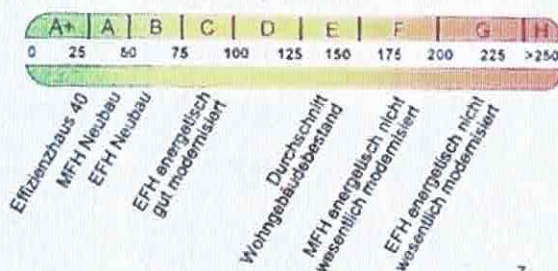 A+ A B C D E F G H
0 25 50 75 100 125 150 175 200 225 >250
Effizienzhaus 40
MFH Neubau
EFH Neubau
EFH energetisch
gut modernisiert
Durchschnitt
Wohngebäudebestand
MFH energetisch nicht
wesentlich modernisiert
EFH energetisch nicht
wesentlich modernisiert